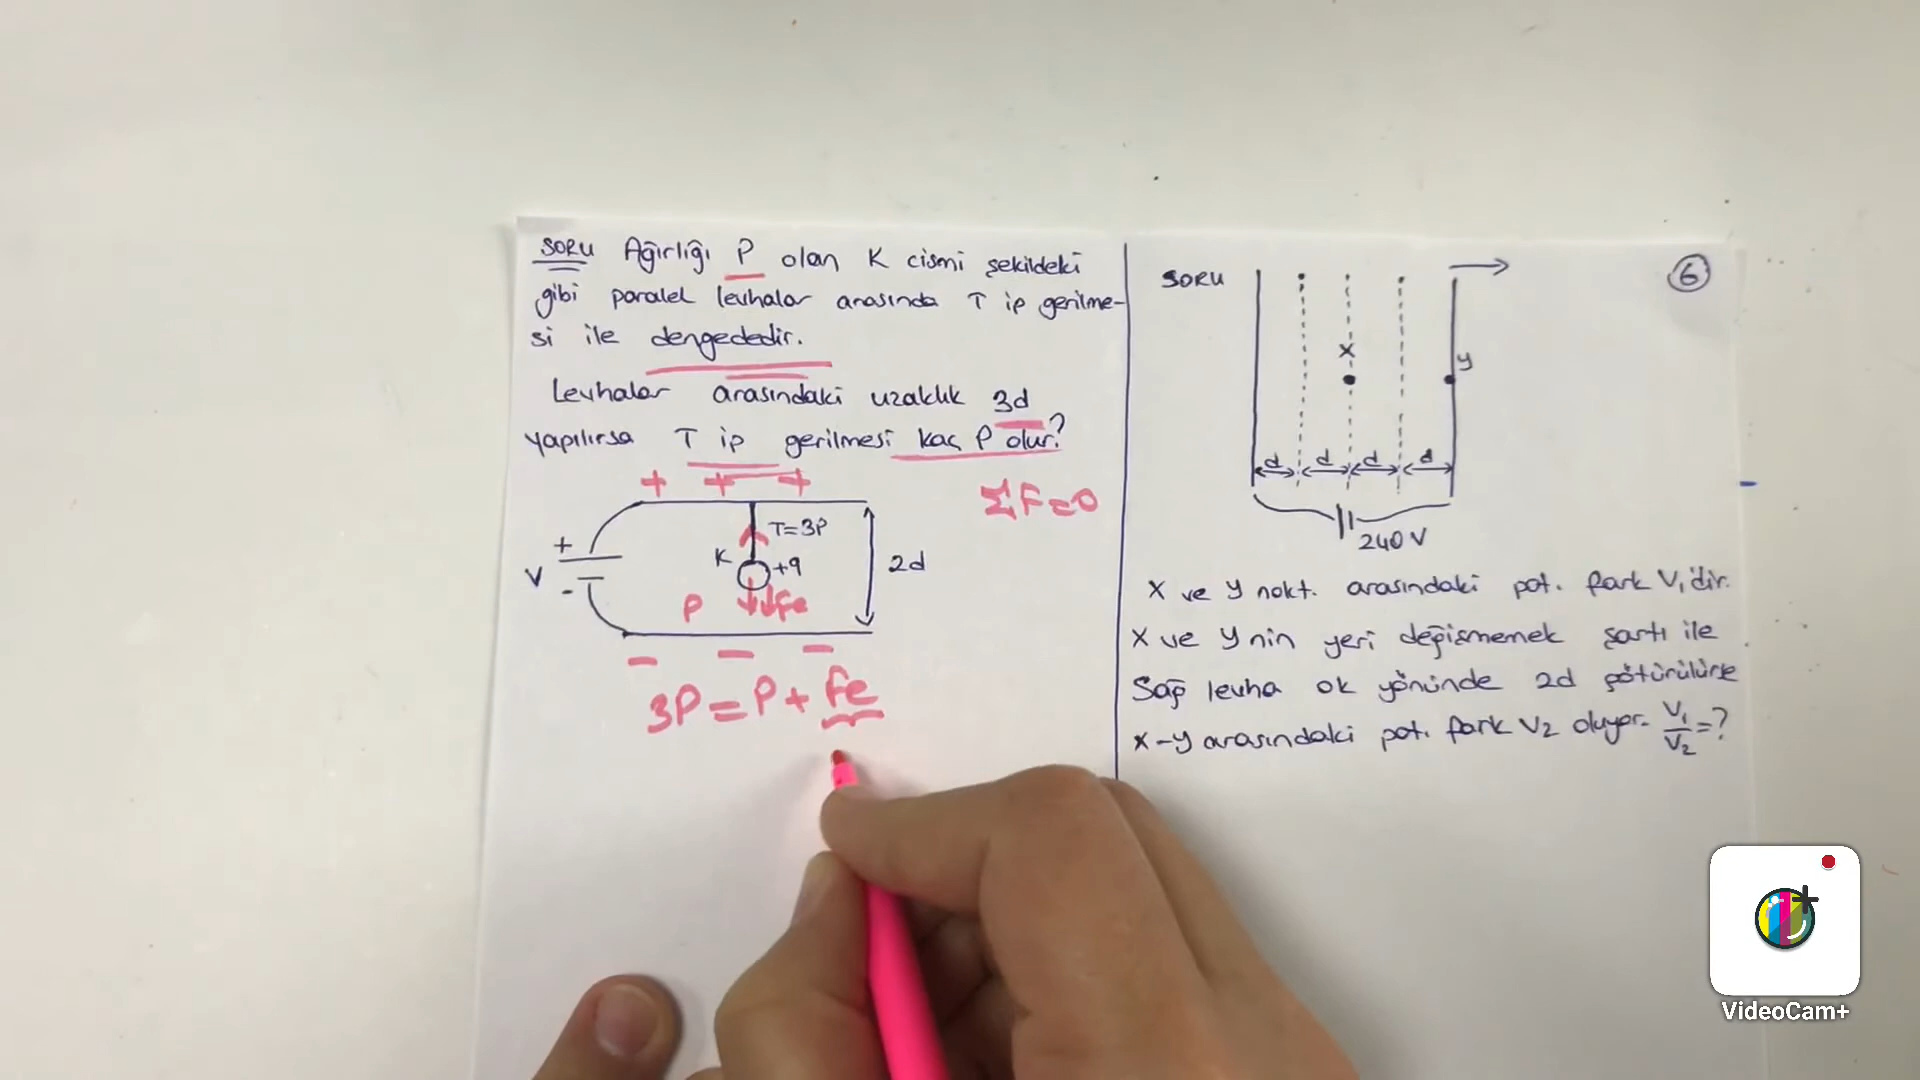 SORU Ağırlığı P olan K cismi şekildeki
gibi paralel levhalar arasında T ip gerilme-
si ile dengededir.
Levhalar arasındaki uzaklık 3d
yapılırsa T ip gerilmesi kaç P olur?
+ + +
ΣF=0
T=3P
+
K
+q
V
2d
-
P
Fe
- - -
3P = P + Fe
SORU
6
x
y
d d d d
240 V
X ve Y nokt. arasındaki pot. fark V₁'dir.
X ve Y nin yeri değişmemek şartı ile
Sağ levha ok yönünde 2d götürülürse
X-Y arasındaki pot. fark V₂ oluyor. V₁/V₂=?
VideoCam+